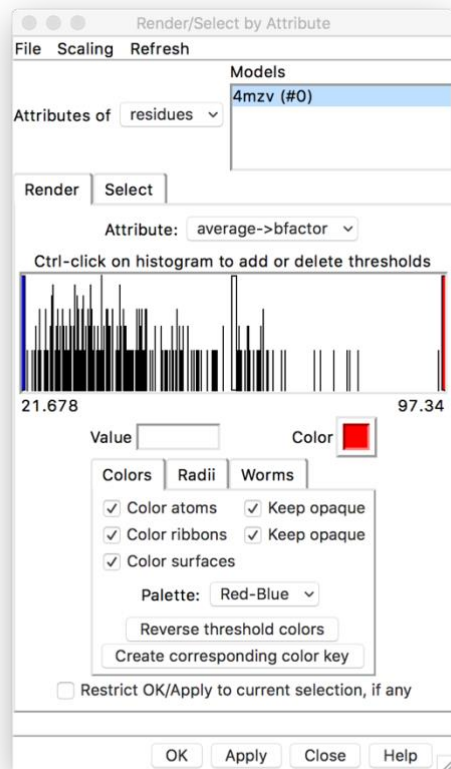 Render/Select by Attribute
File Scaling Refresh
Models
4mzv (#0)
Attributes of residues
Render Select
Attribute: average->bfactor
Ctrl-click on histogram to add or delete thresholds
21.678 97.34
Value Color
Colors Radii Worms
Color atoms Keep opaque
Color ribbons Keep opaque
Color surfaces
Palette: Red-Blue
Reverse threshold colors
Create corresponding color key
Restrict OK/Apply to current selection, if any
OK Apply Close Help